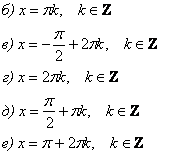 б) x = πk, k ∈ Z
в) x = -π/2 + 2πk, k ∈ Z
г) x = 2πk, k ∈ Z
д) x = π/2 + πk, k ∈ Z
е) x = π + 2πk, k ∈ Z